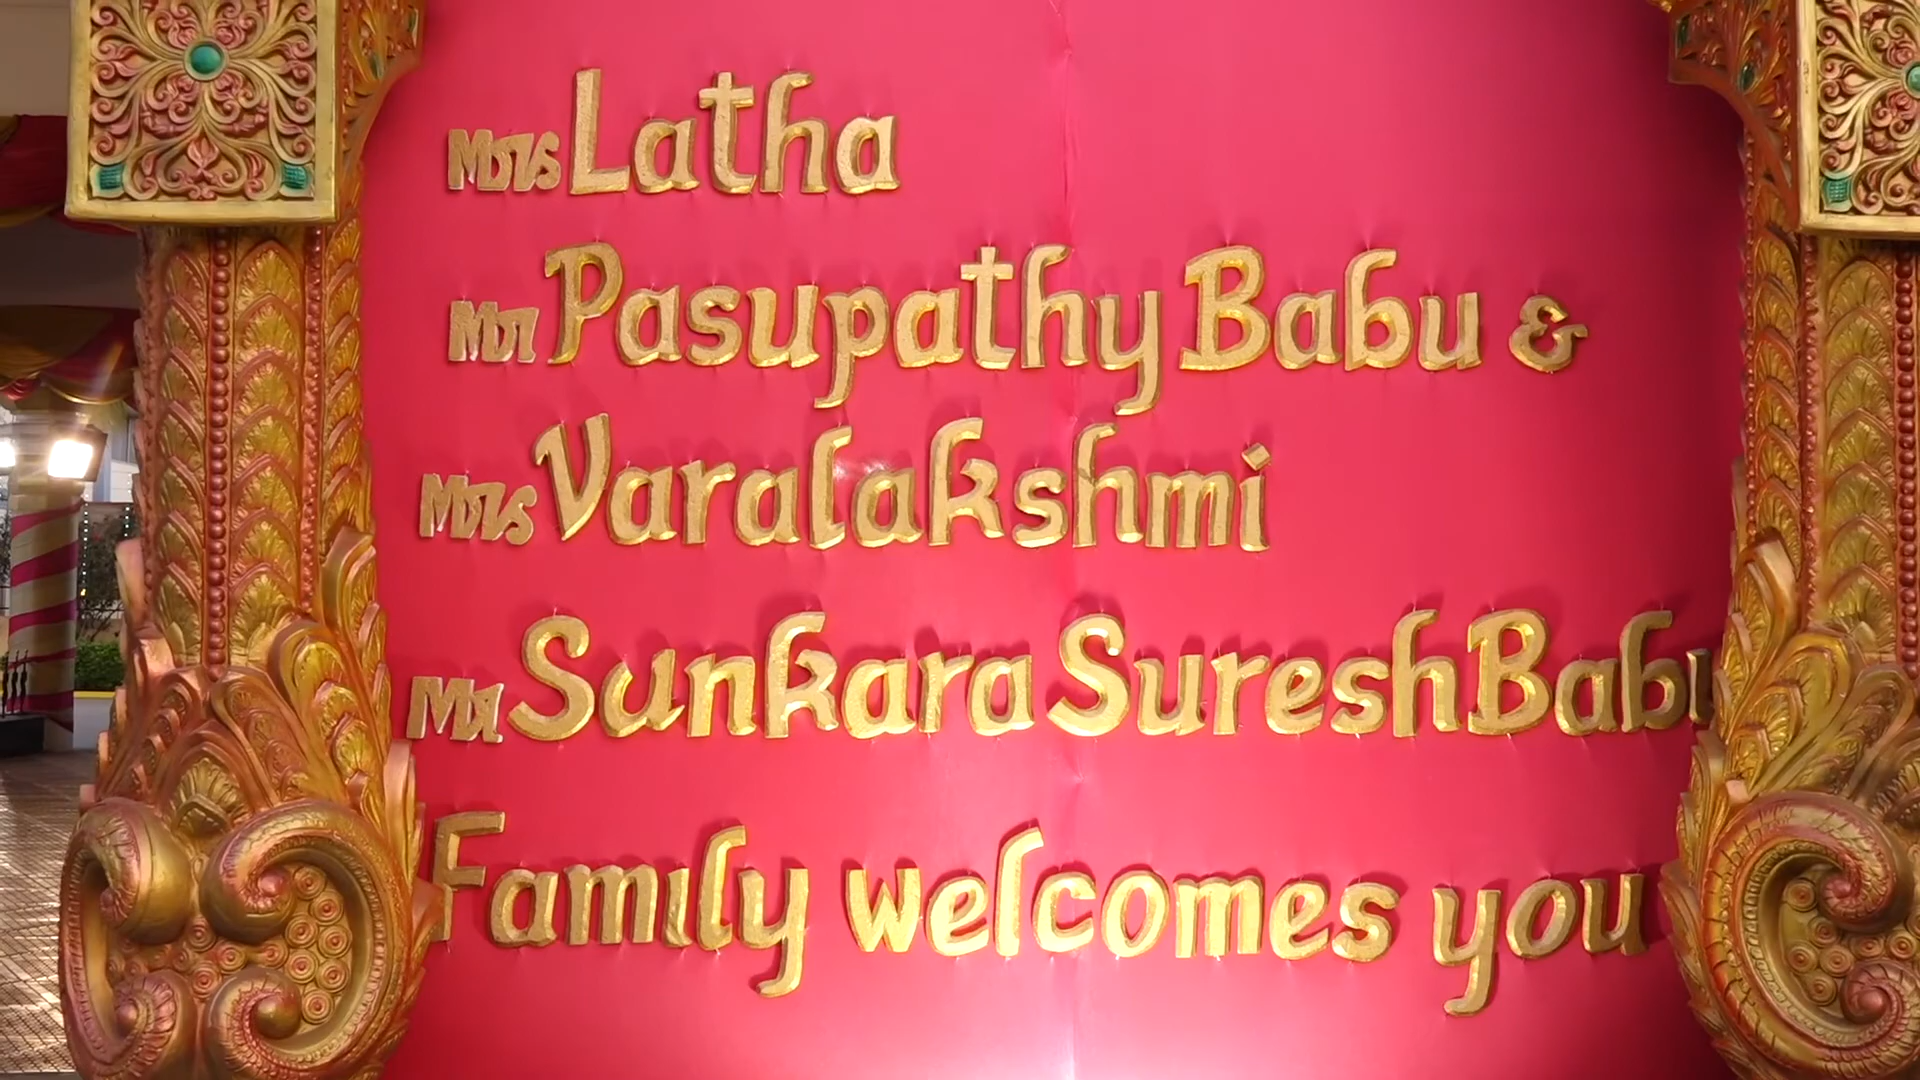 Mrs Latha
Mr Pasupathy Babu &
Mrs Varalakshmi
Mr Sunkara Suresh Babu
Family welcomes you